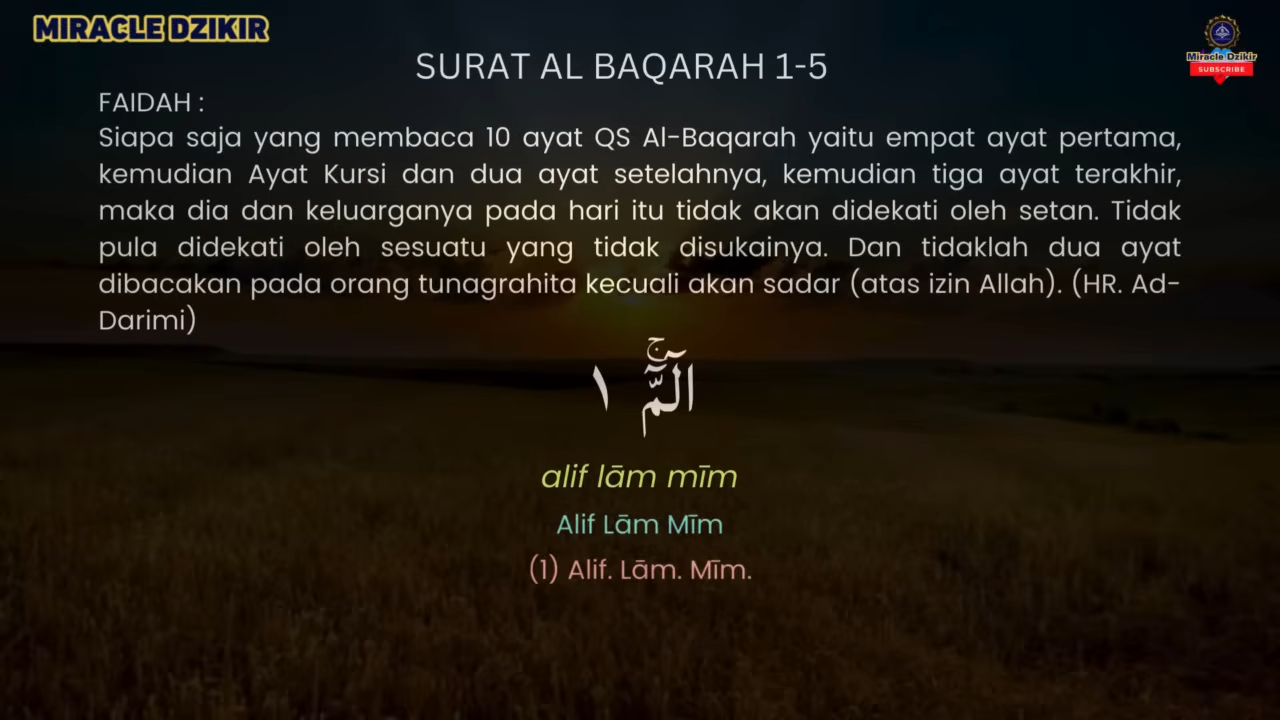 MIRACLE DZIKIR
Miracle Dzikir
SUBSCRIBE
SURAT AL BAQARAH 1-5
FAIDAH :
Siapa saja yang membaca 10 ayat QS Al-Baqarah yaitu empat ayat pertama,
kemudian Ayat Kursi dan dua ayat setelahnya, kemudian tiga ayat terakhir,
maka dia dan keluarganya pada hari itu tidak akan didekati oleh setan. Tidak
pula didekati oleh sesuatu yang tidak disukainya. Dan tidaklah dua ayat
dibacakan pada orang tunagrahita kecuali akan sadar (atas izin Allah). (HR. Ad-
Darimi)
الۤمّۤ ۚ ١
alif lām mīm
Alif Lām Mīm
(1) Alif. Lām. Mīm.